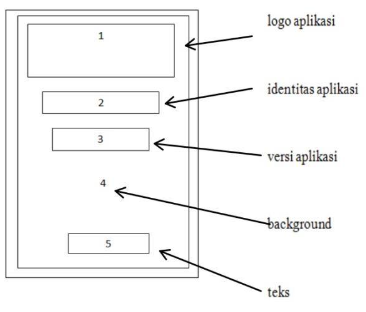 logo aplikasi
1
identitas aplikasi
2
3
versi aplikasi
4
background
5
teks